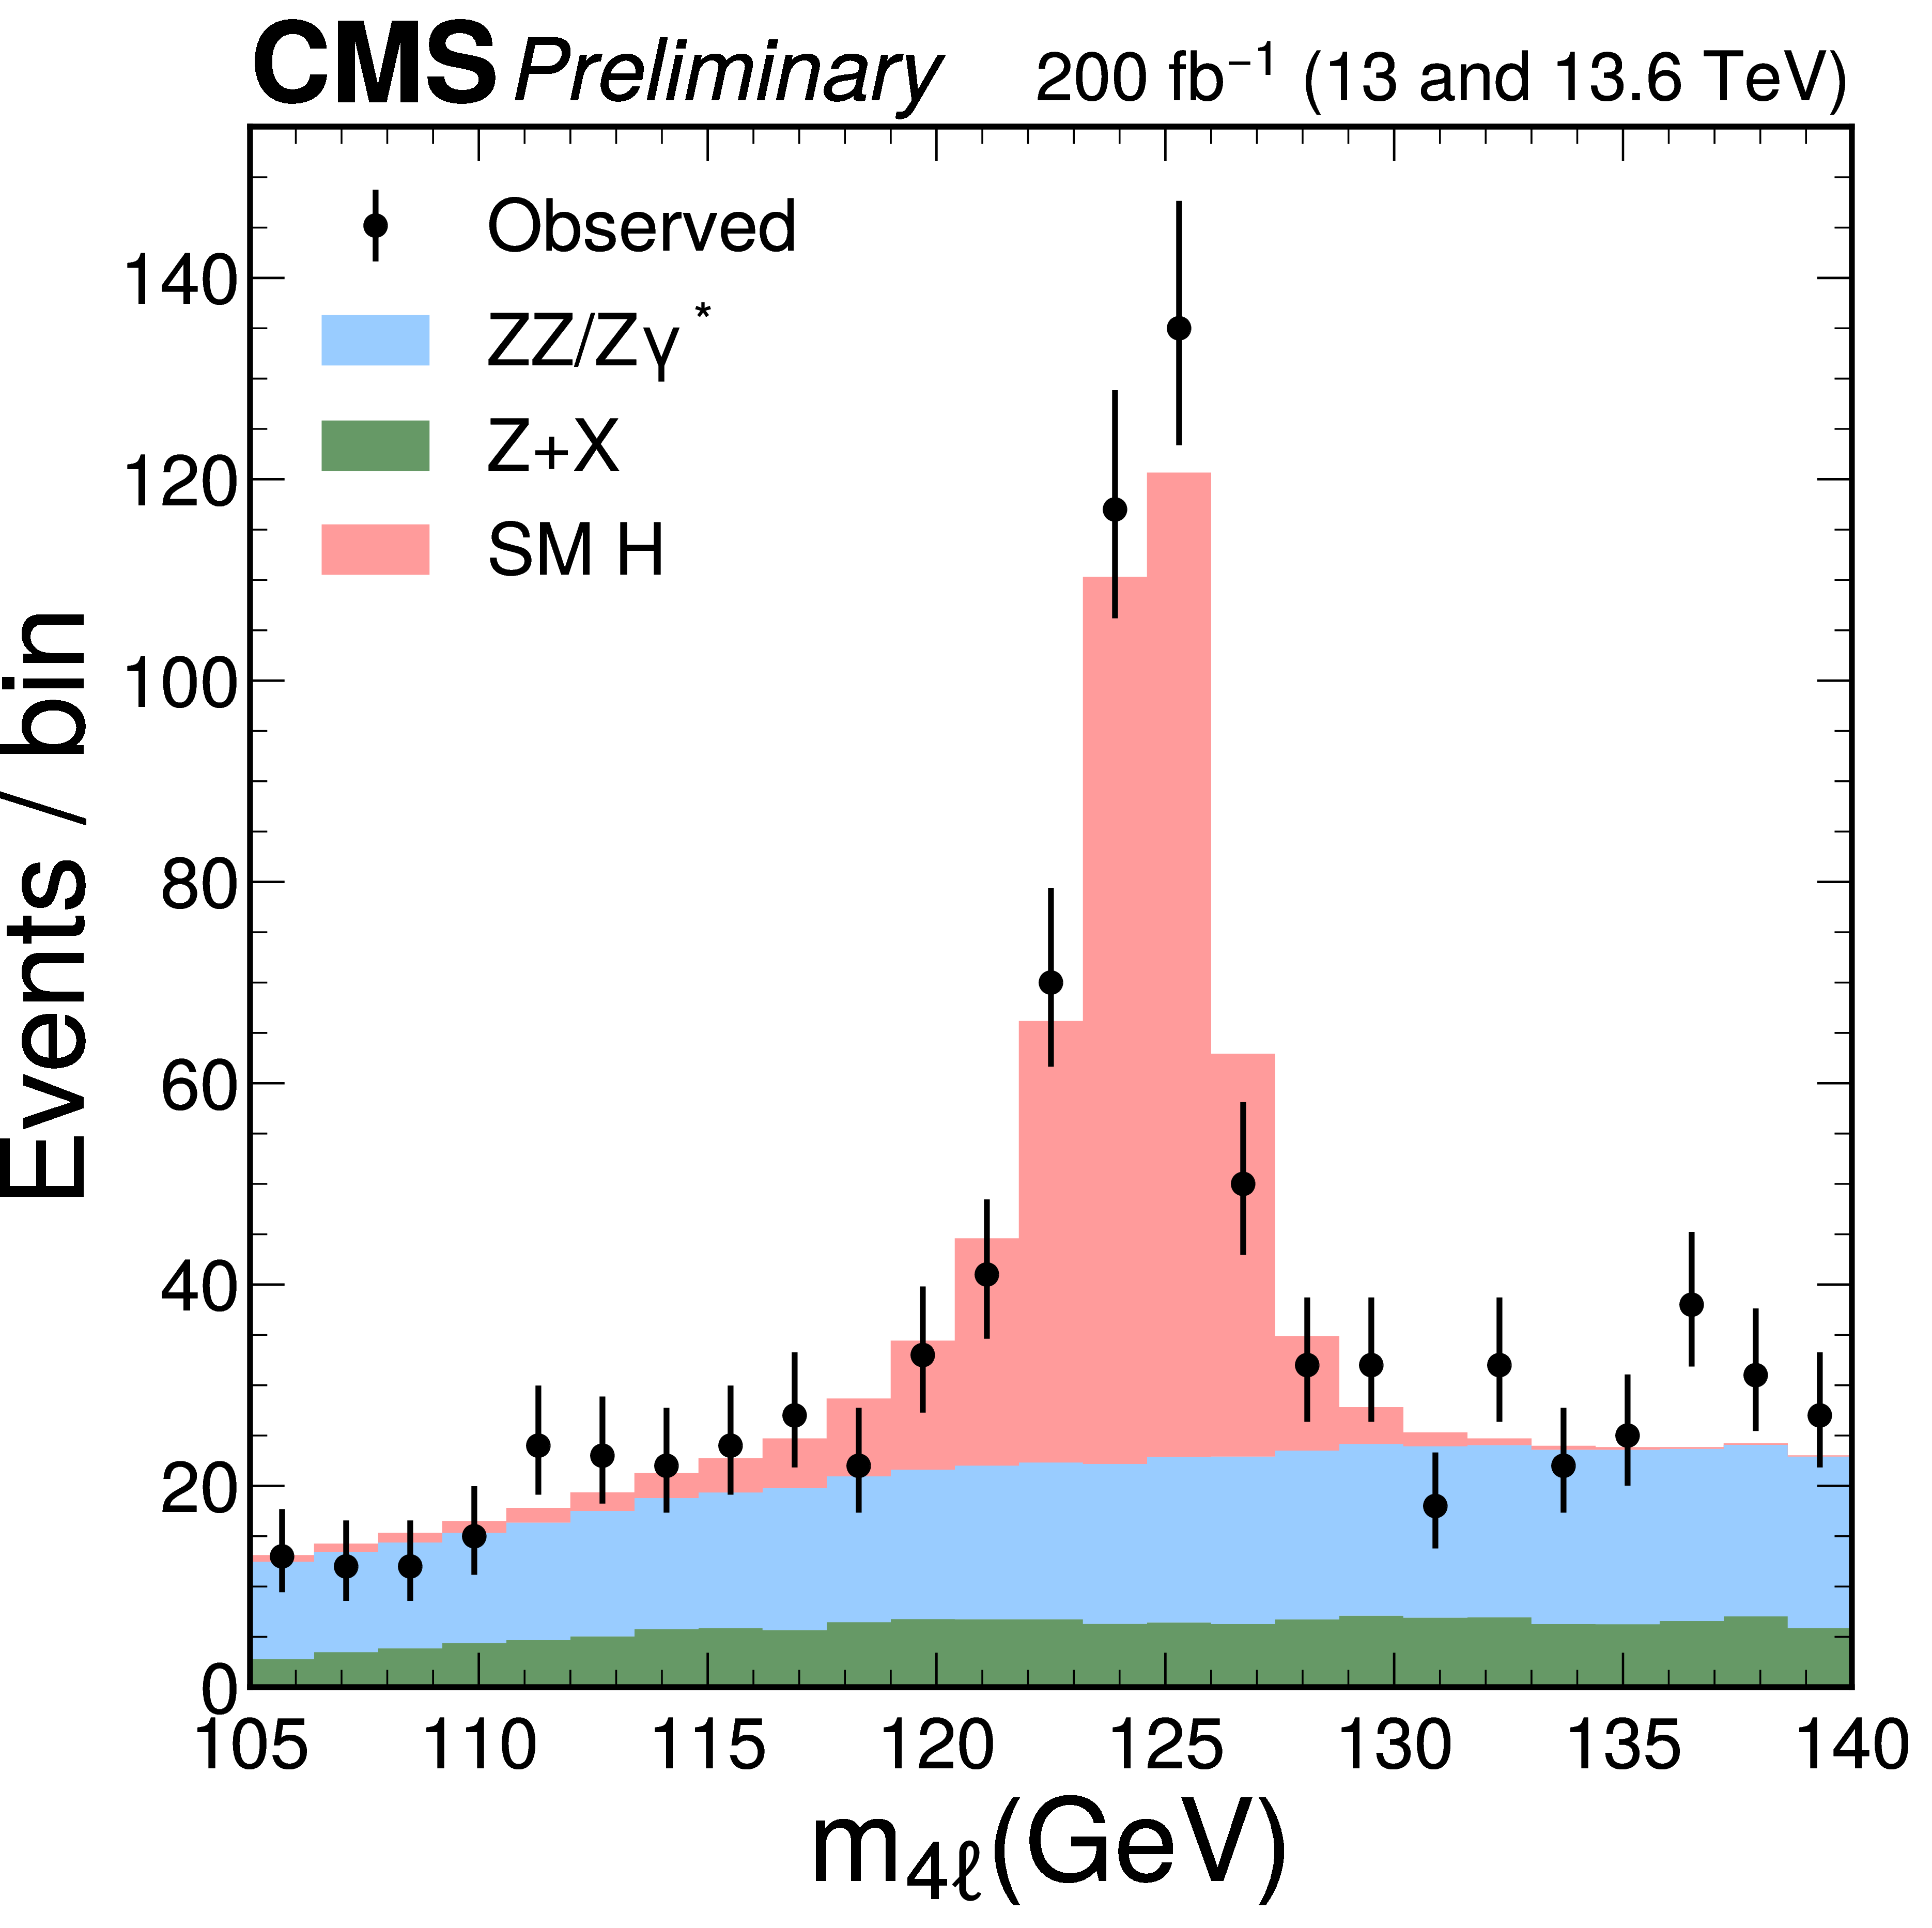 CMS Preliminary 200 fb⁻¹ (13 and 13.6 TeV)
Observed
ZZ/Zγ*
Z+X
SM H
Events / bin
140
120
100
80
60
40
20
0
105 110 115 120 125 130 135 140
m₄ℓ(GeV)